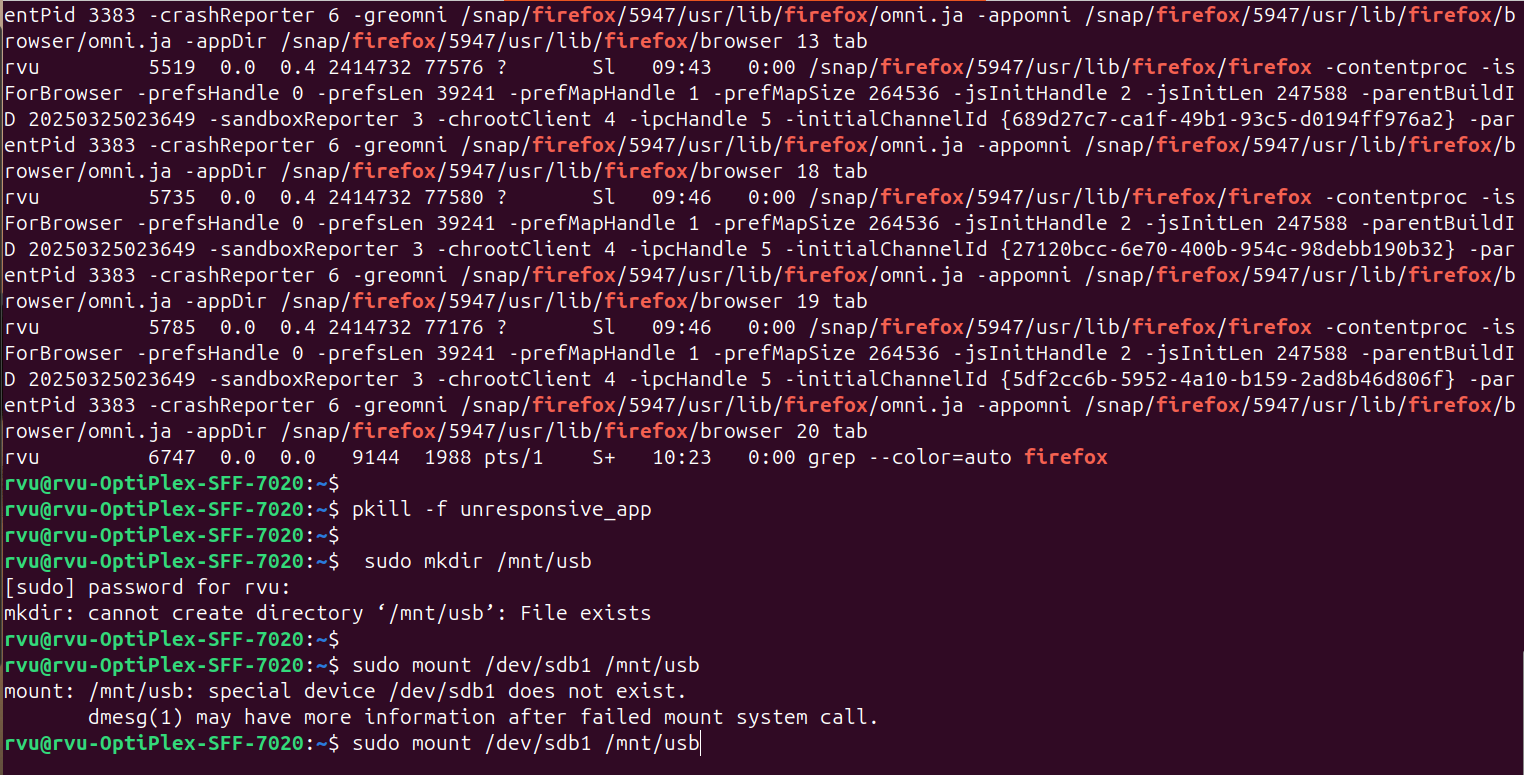 entPid 3383 -crashReporter 6 -greomni /snap/firefox/5947/usr/lib/firefox/omni.ja -appomni /snap/firefox/5947/usr/lib/firefox/b
rowser/omni.ja -appDir /snap/firefox/5947/usr/lib/firefox/browser 13 tab
rvu         5519  0.0  0.4 2414732 77576 ?       Sl   09:43   0:00 /snap/firefox/5947/usr/lib/firefox/firefox -contentproc -is
ForBrowser -prefsHandle 0 -prefsLen 39241 -prefMapHandle 1 -prefMapSize 264536 -jsInitHandle 2 -jsInitLen 247588 -parentBuildI
D 20250325023649 -sandboxReporter 3 -chrootClient 4 -ipcHandle 5 -initialChannelId {689d27c7-ca1f-49b1-93c5-d0194ff976a2} -par
entPid 3383 -crashReporter 6 -greomni /snap/firefox/5947/usr/lib/firefox/omni.ja -appomni /snap/firefox/5947/usr/lib/firefox/b
rowser/omni.ja -appDir /snap/firefox/5947/usr/lib/firefox/browser 18 tab
rvu         5735  0.0  0.4 2414732 77580 ?       Sl   09:46   0:00 /snap/firefox/5947/usr/lib/firefox/firefox -contentproc -is
ForBrowser -prefsHandle 0 -prefsLen 39241 -prefMapHandle 1 -prefMapSize 264536 -jsInitHandle 2 -jsInitLen 247588 -parentBuildI
D 20250325023649 -sandboxReporter 3 -chrootClient 4 -ipcHandle 5 -initialChannelId {27120bcc-6e70-400b-954c-98debb190b32} -par
entPid 3383 -crashReporter 6 -greomni /snap/firefox/5947/usr/lib/firefox/omni.ja -appomni /snap/firefox/5947/usr/lib/firefox/b
rowser/omni.ja -appDir /snap/firefox/5947/usr/lib/firefox/browser 19 tab
rvu         5785  0.0  0.4 2414732 77176 ?       Sl   09:46   0:00 /snap/firefox/5947/usr/lib/firefox/firefox -contentproc -is
ForBrowser -prefsHandle 0 -prefsLen 39241 -prefMapHandle 1 -prefMapSize 264536 -jsInitHandle 2 -jsInitLen 247588 -parentBuildI
D 20250325023649 -sandboxReporter 3 -chrootClient 4 -ipcHandle 5 -initialChannelId {5df2cc6b-5952-4a10-b159-2ad8b46d806f} -par
entPid 3383 -crashReporter 6 -greomni /snap/firefox/5947/usr/lib/firefox/omni.ja -appomni /snap/firefox/5947/usr/lib/firefox/b
rowser/omni.ja -appDir /snap/firefox/5947/usr/lib/firefox/browser 20 tab
rvu         6747  0.0  0.0   9144  1988 pts/1    S+   10:23   0:00 grep --color=auto firefox
rvu@rvu-OptiPlex-SFF-7020:~$
rvu@rvu-OptiPlex-SFF-7020:~$ pkill -f unresponsive_app
rvu@rvu-OptiPlex-SFF-7020:~$
rvu@rvu-OptiPlex-SFF-7020:~$  sudo mkdir /mnt/usb
[sudo] password for rvu:
mkdir: cannot create directory ‘/mnt/usb’: File exists
rvu@rvu-OptiPlex-SFF-7020:~$
rvu@rvu-OptiPlex-SFF-7020:~$ sudo mount /dev/sdb1 /mnt/usb
mount: /mnt/usb: special device /dev/sdb1 does not exist.
       dmesg(1) may have more information after failed mount system call.
rvu@rvu-OptiPlex-SFF-7020:~$ sudo mount /dev/sdb1 /mnt/usb